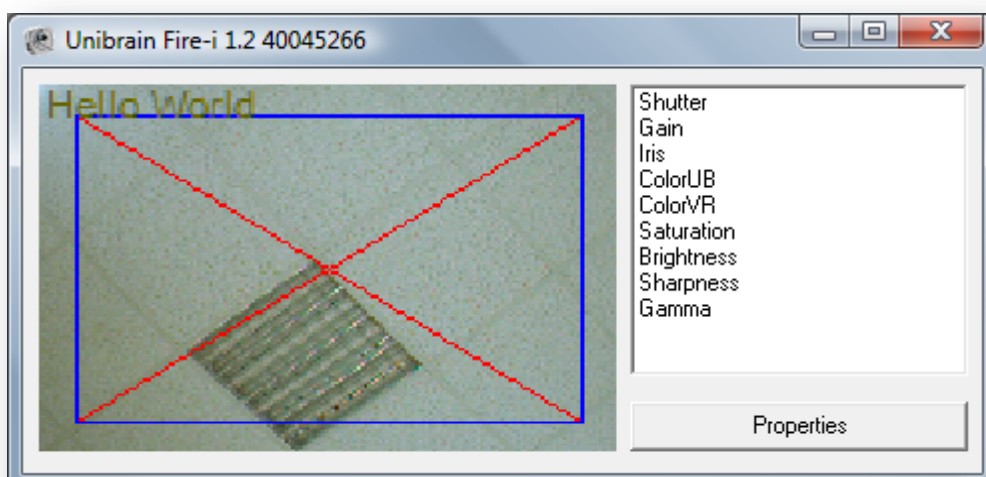 Unibrain Fire-i 1.2 40045266
Hello World
Shutter
Gain
Iris
ColorUB
ColorVR
Saturation
Brightness
Sharpness
Gamma
Properties